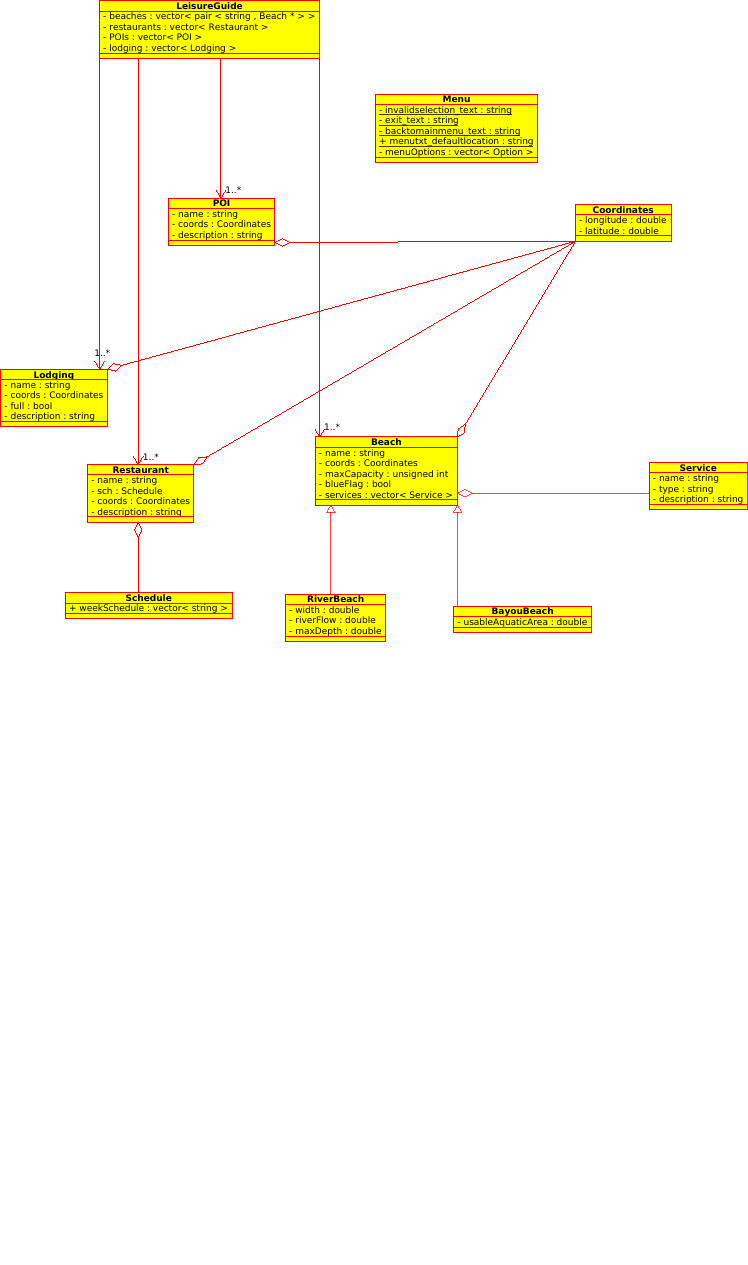 LeisureGuide
- beaches : vector< pair < string , Beach * > >
- restaurants : vector< Restaurant >
- POIs : vector< POI >
- lodging : vector< Lodging >
Menu
- invalidselection_text : string
- exit_text : string
- backtomainmenu_text : string
+ menutxt_defaultlocation : string
- menuOptions : vector< Option >
1..*
POI
- name : string
- coords : Coordinates
- description : string
Coordinates
- longitude : double
- latitude : double
1..*
Lodging
- name : string
- coords : Coordinates
- full : bool
- description : string
1..*
Restaurant
- name : string
- sch : Schedule
- coords : Coordinates
- description : string
1..*
Beach
- name : string
- coords : Coordinates
- maxCapacity : unsigned int
- blueFlag : bool
- services : vector< Service >
Service
- name : string
- type : string
- description : string
Schedule
+ weekSchedule : vector< string >
RiverBeach
- width : double
- riverFlow : double
- maxDepth : double
BayouBeach
- usableAquaticArea : double